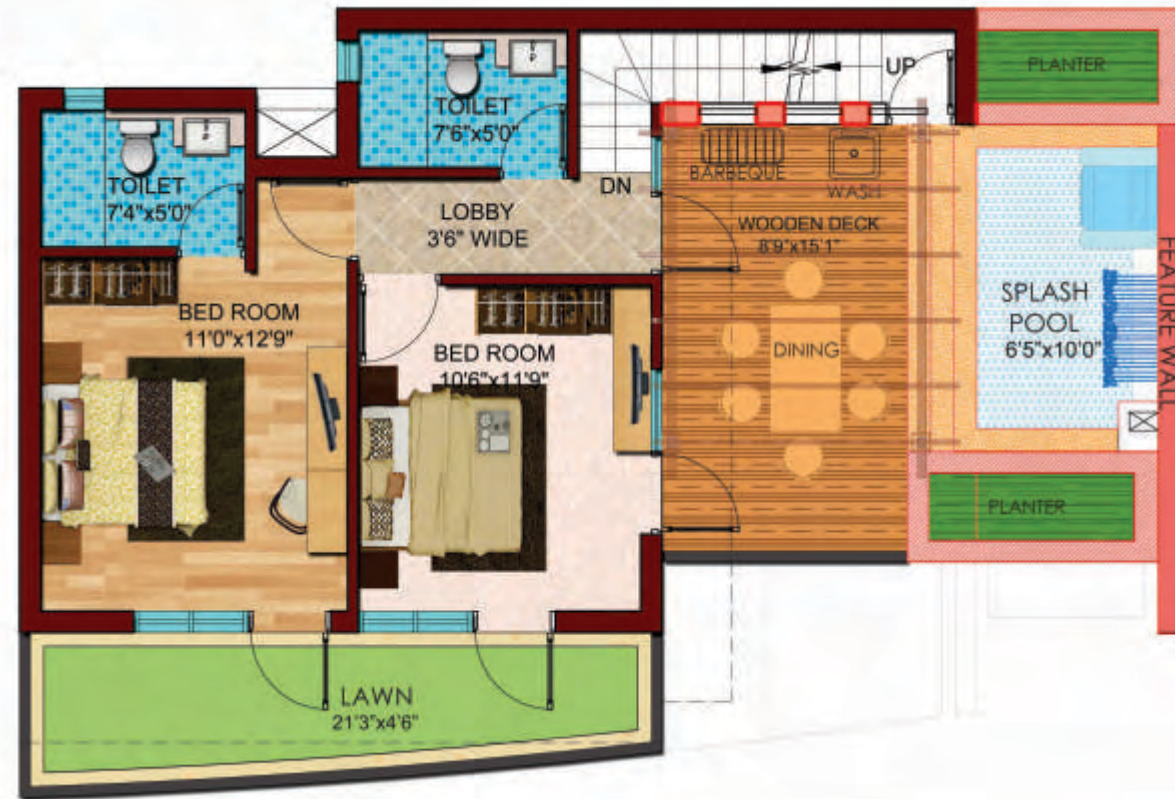 PLANTER
UP
TOILET
7'6"x5'0"
TOILET
7'4"x5'0"
DN
BARBEQUE
WASH
LOBBY
3'6" WIDE
WOODEN DECK
8'9"x15'1"
BED ROOM
11'0"x12'9"
BED ROOM
10'6"x11'9"
DINING
SPLASH
POOL
6'5"x10'0"
FEATURE WALL
PLANTER
LAWN
21'3"x4'6"